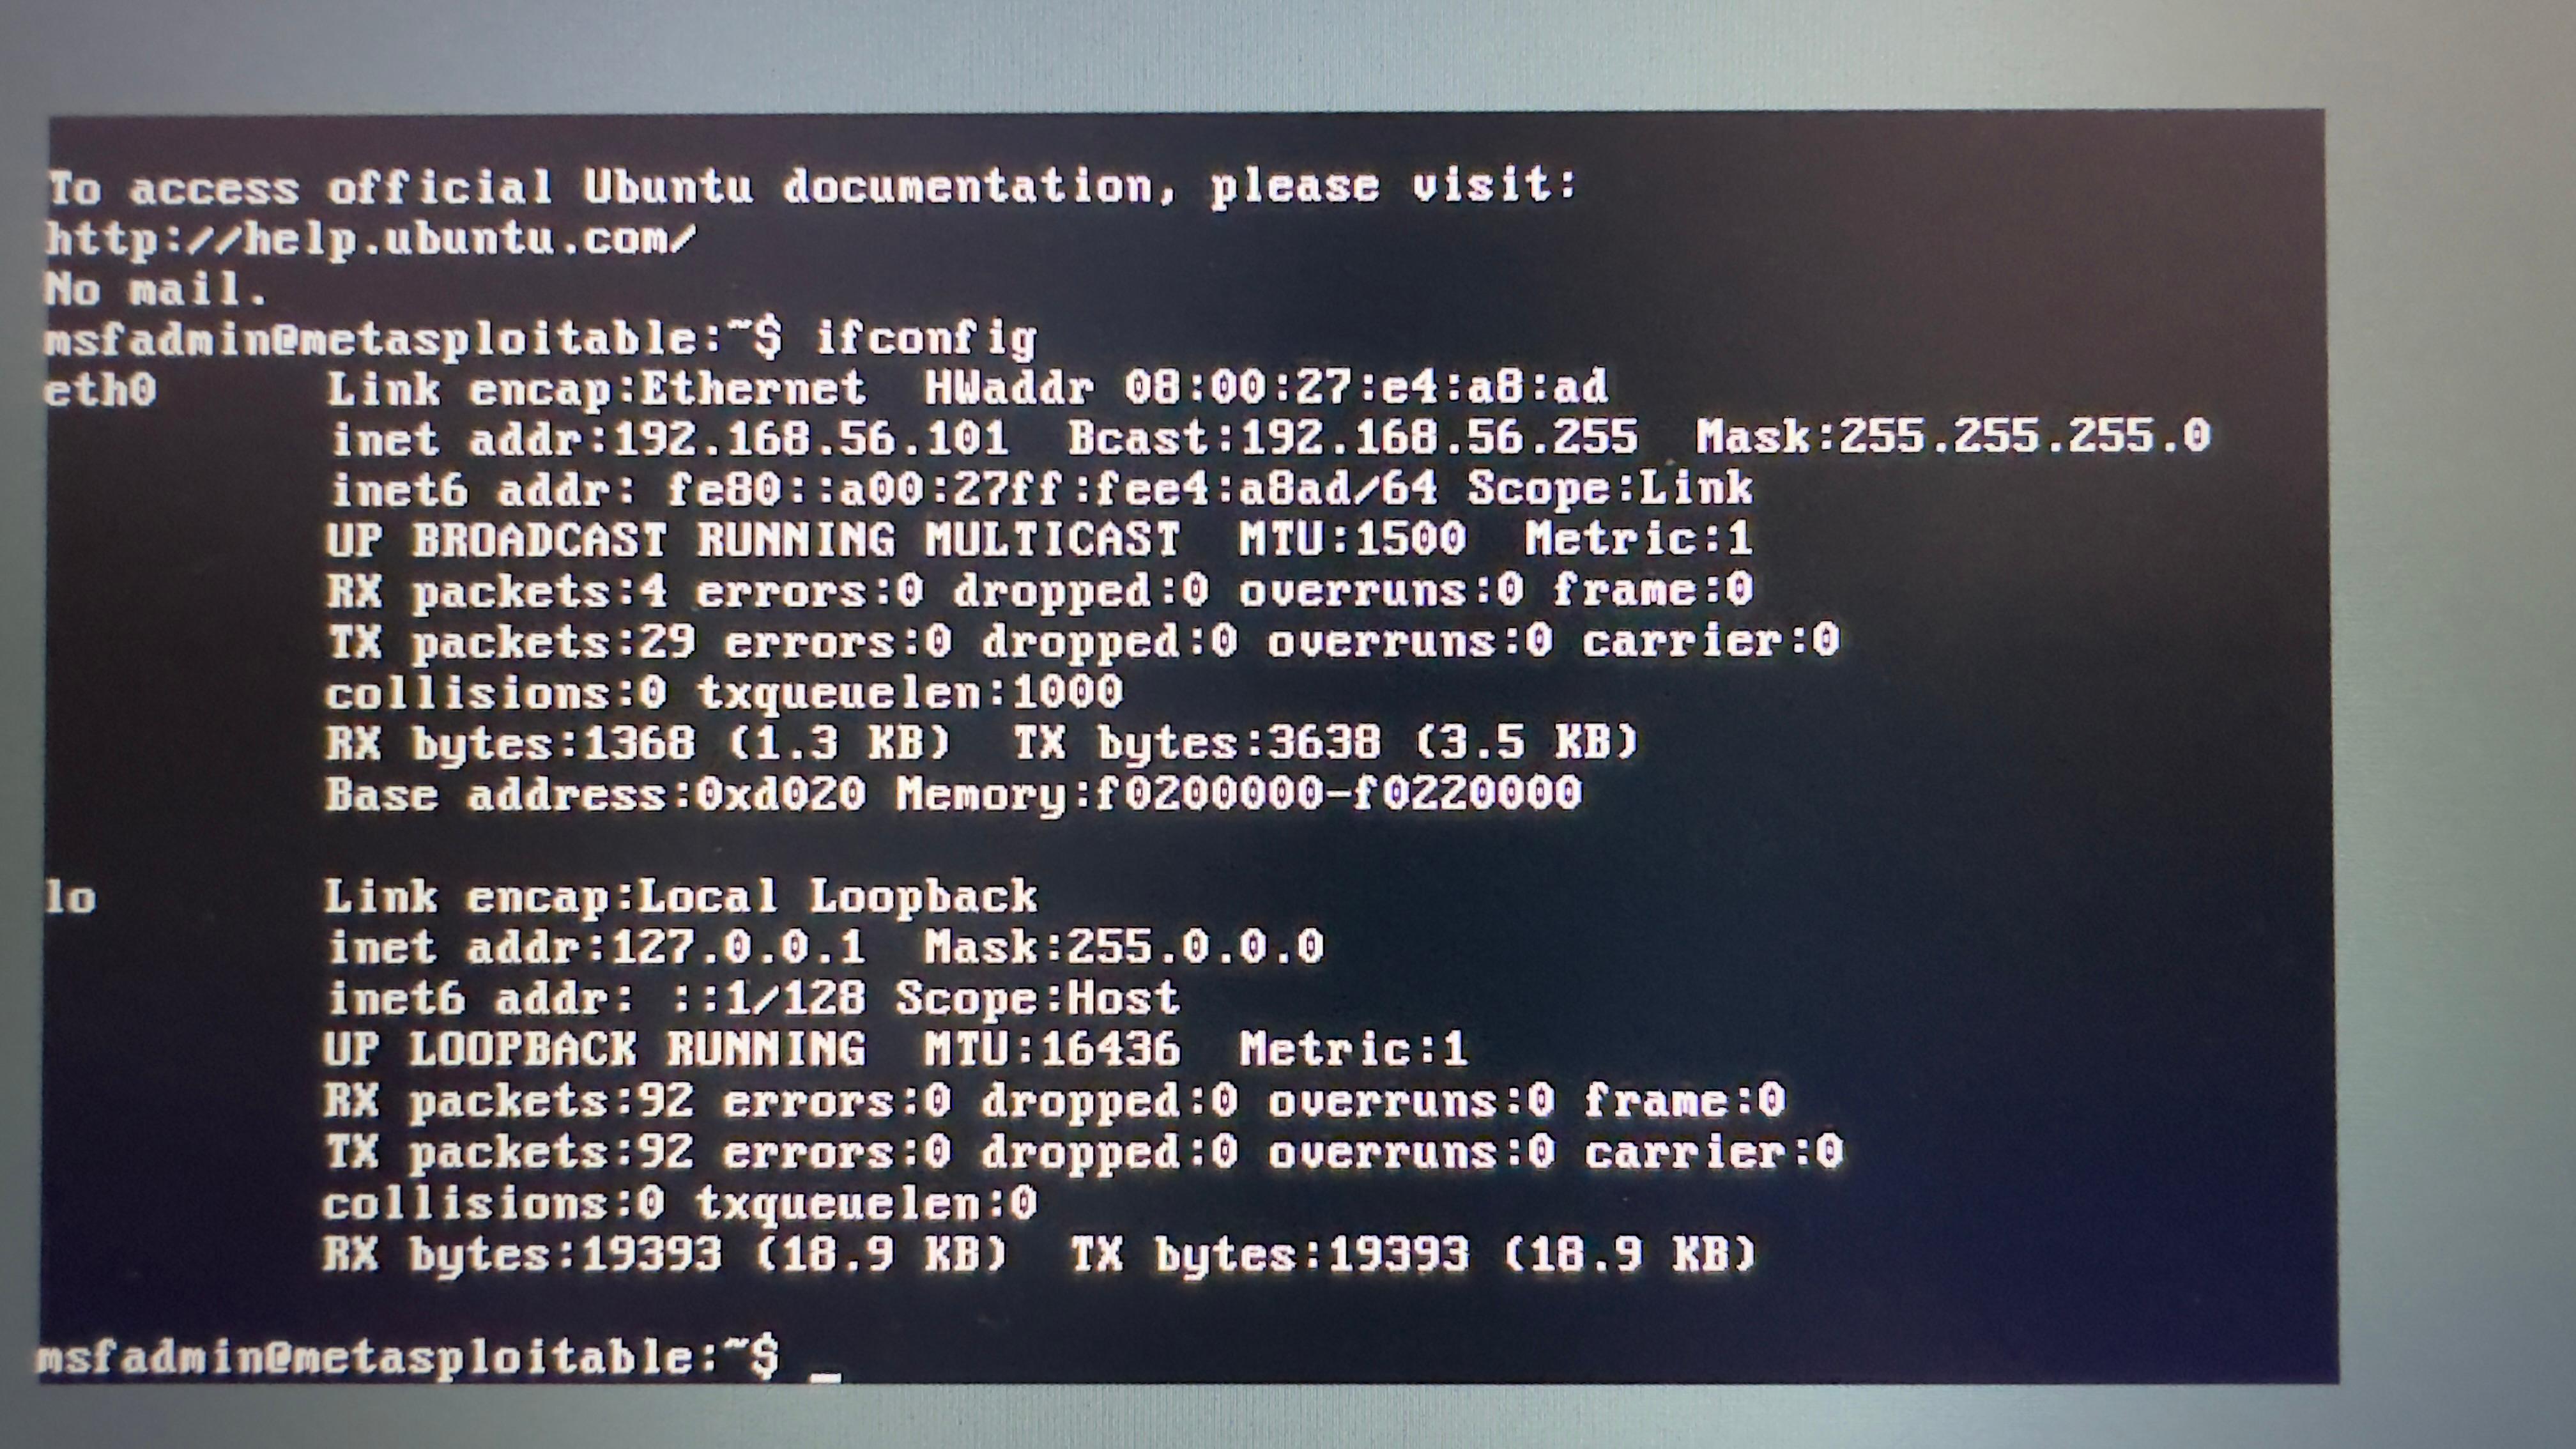 To access official Ubuntu documentation, please visit:
http://help.ubuntu.com/
No mail.
msfadmin@metasploitable:~$ ifconfig
eth0      Link encap:Ethernet  HWaddr 08:00:27:e4:a8:ad
          inet addr:192.168.56.101  Bcast:192.168.56.255  Mask:255.255.255.0
          inet6 addr: fe80::a00:27ff:fee4:a8ad/64 Scope:Link
          UP BROADCAST RUNNING MULTICAST  MTU:1500  Metric:1
          RX packets:4 errors:0 dropped:0 overruns:0 frame:0
          TX packets:29 errors:0 dropped:0 overruns:0 carrier:0
          collisions:0 txqueuelen:1000
          RX bytes:1368 (1.3 KB)  TX bytes:3638 (3.5 KB)
          Base address:0xd020 Memory:f0200000-f0220000
lo        Link encap:Local Loopback
          inet addr:127.0.0.1  Mask:255.0.0.0
          inet6 addr: ::1/128 Scope:Host
          UP LOOPBACK RUNNING  MTU:16436  Metric:1
          RX packets:92 errors:0 dropped:0 overruns:0 frame:0
          TX packets:92 errors:0 dropped:0 overruns:0 carrier:0
          collisions:0 txqueuelen:0
          RX bytes:19393 (18.9 KB)  TX bytes:19393 (18.9 KB)
msfadmin@metasploitable:~$ _